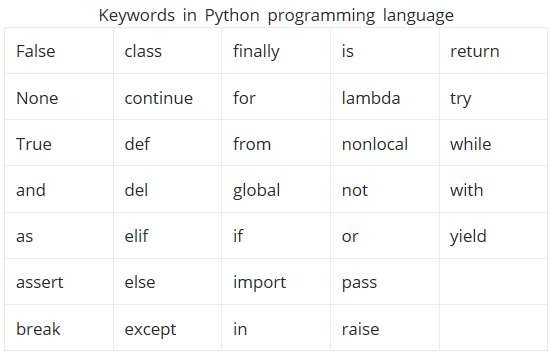 Keywords in Python programming language
False class finally is return
None continue for lambda try
True def from nonlocal while
and del global not with
as elif if or yield
assert else import pass
break except in raise